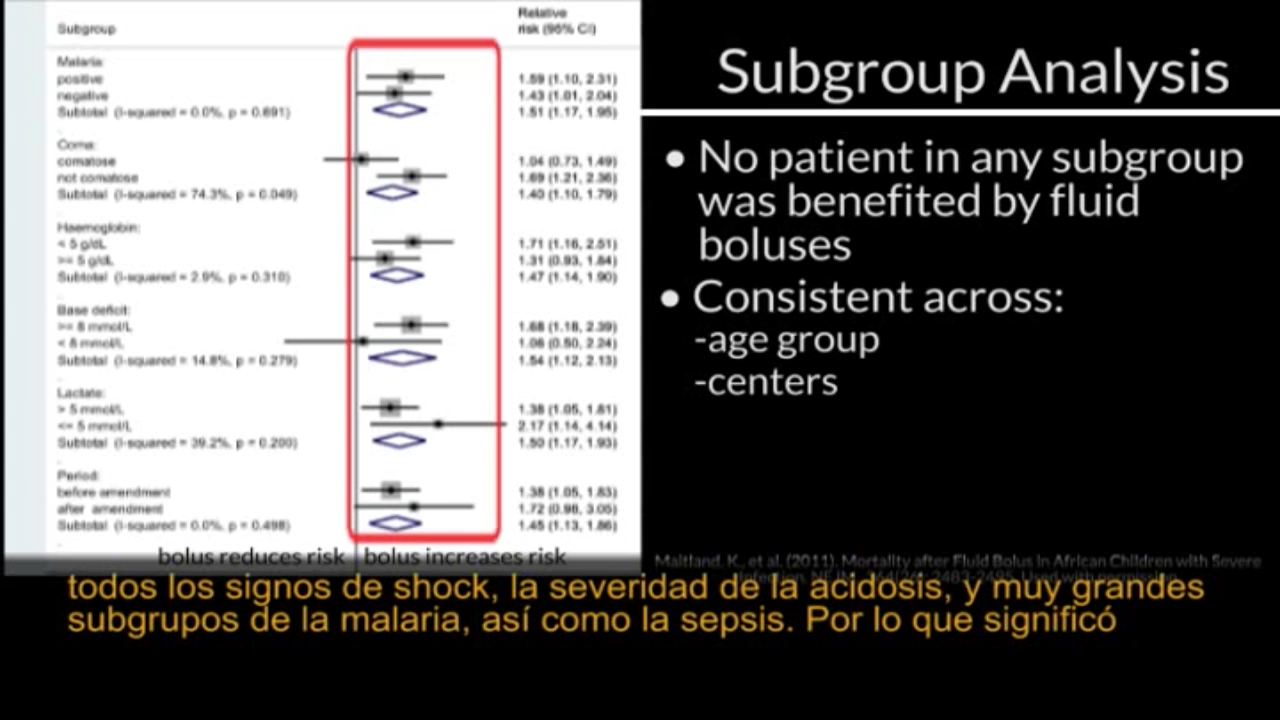 Subgroup
Relative
risk (95% CI)
Malaria:
positive 1.59 (1.10, 2.31)
negative 1.43 (1.01, 2.04)
Subtotal (I-squared = 0.0%, p = 0.691) 1.51 (1.17, 1.95)
Coma:
comatose 1.04 (0.73, 1.49)
not comatose 1.69 (1.21, 2.36)
Subtotal (I-squared = 74.3%, p = 0.049) 1.40 (1.10, 1.79)
Haemoglobin:
< 5 g/dL 1.71 (1.16, 2.51)
>= 5 g/dL 1.31 (0.93, 1.84)
Subtotal (I-squared = 2.9%, p = 0.310) 1.47 (1.14, 1.90)
Base deficit:
>= 8 mmol/L 1.68 (1.18, 2.39)
< 8 mmol/L 1.06 (0.50, 2.24)
Subtotal (I-squared = 14.8%, p = 0.279) 1.54 (1.12, 2.13)
Lactate:
> 5 mmol/L 1.38 (1.05, 1.81)
<= 5 mmol/L 2.17 (1.14, 4.14)
Subtotal (I-squared = 39.2%, p = 0.200) 1.50 (1.17, 1.93)
Period:
before amendment 1.38 (1.05, 1.83)
after amendment 1.72 (0.98, 3.05)
Subtotal (I-squared = 0.0%, p = 0.498) 1.45 (1.13, 1.86)
bolus reduces risk bolus increases risk
Subgroup Analysis
• No patient in any subgroup
was benefited by fluid
boluses
• Consistent across:
-age group
-centers
Maitland, K., et al. (2011). Mortality after Fluid Bolus in African Children with Severe
Infection. NEJM, 364(26), 2483-2495. Used with permission.
todos los signos de shock, la severidad de la acidosis, y muy grandes
subgrupos de la malaria, así como la sepsis. Por lo que significó